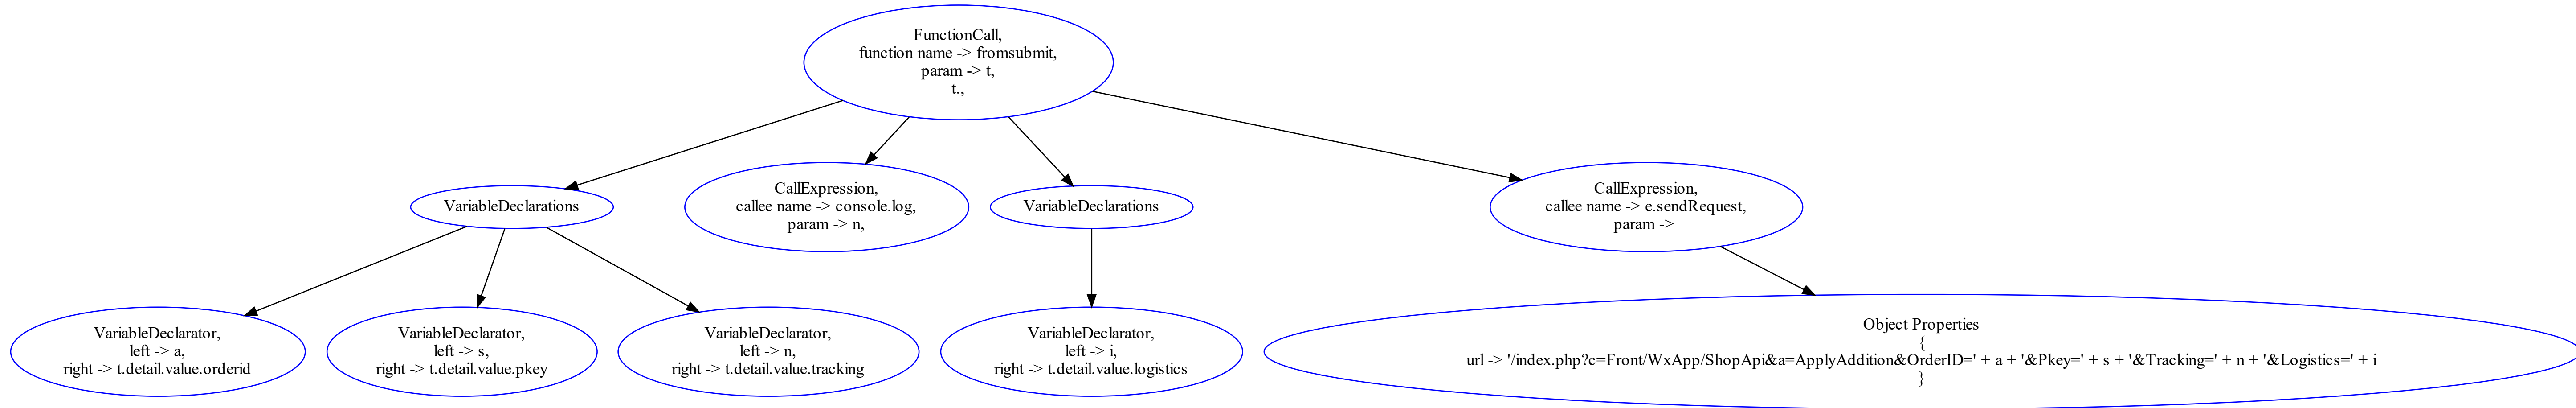 FunctionCall,
function name -> fromsubmit,
param -> t,
t.,
VariableDeclarations
CallExpression,
callee name -> console.log,
param -> n,
VariableDeclarations
CallExpression,
callee name -> e.sendRequest,
param ->
VariableDeclarator,
left -> a,
right -> t.detail.value.orderid
VariableDeclarator,
left -> s,
right -> t.detail.value.pkey
VariableDeclarator,
left -> n,
right -> t.detail.value.tracking
VariableDeclarator,
left -> i,
right -> t.detail.value.logistics
Object Properties
{
url -> '/index.php?c=Front/WxApp/ShopApi&a=ApplyAddition&OrderID=' + a + '&Pkey=' + s + '&Tracking=' + n + '&Logistics=' + i
}